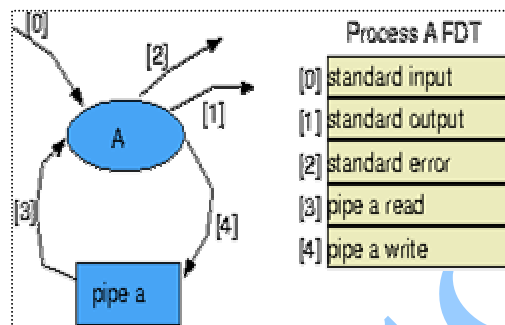 [0]
[2]
[1]
A
[3]
[4]
pipe a
Process A FDT
[0] standard input
[1] standard output
[2] standard error
[3] pipe a read
[4] pipe a write